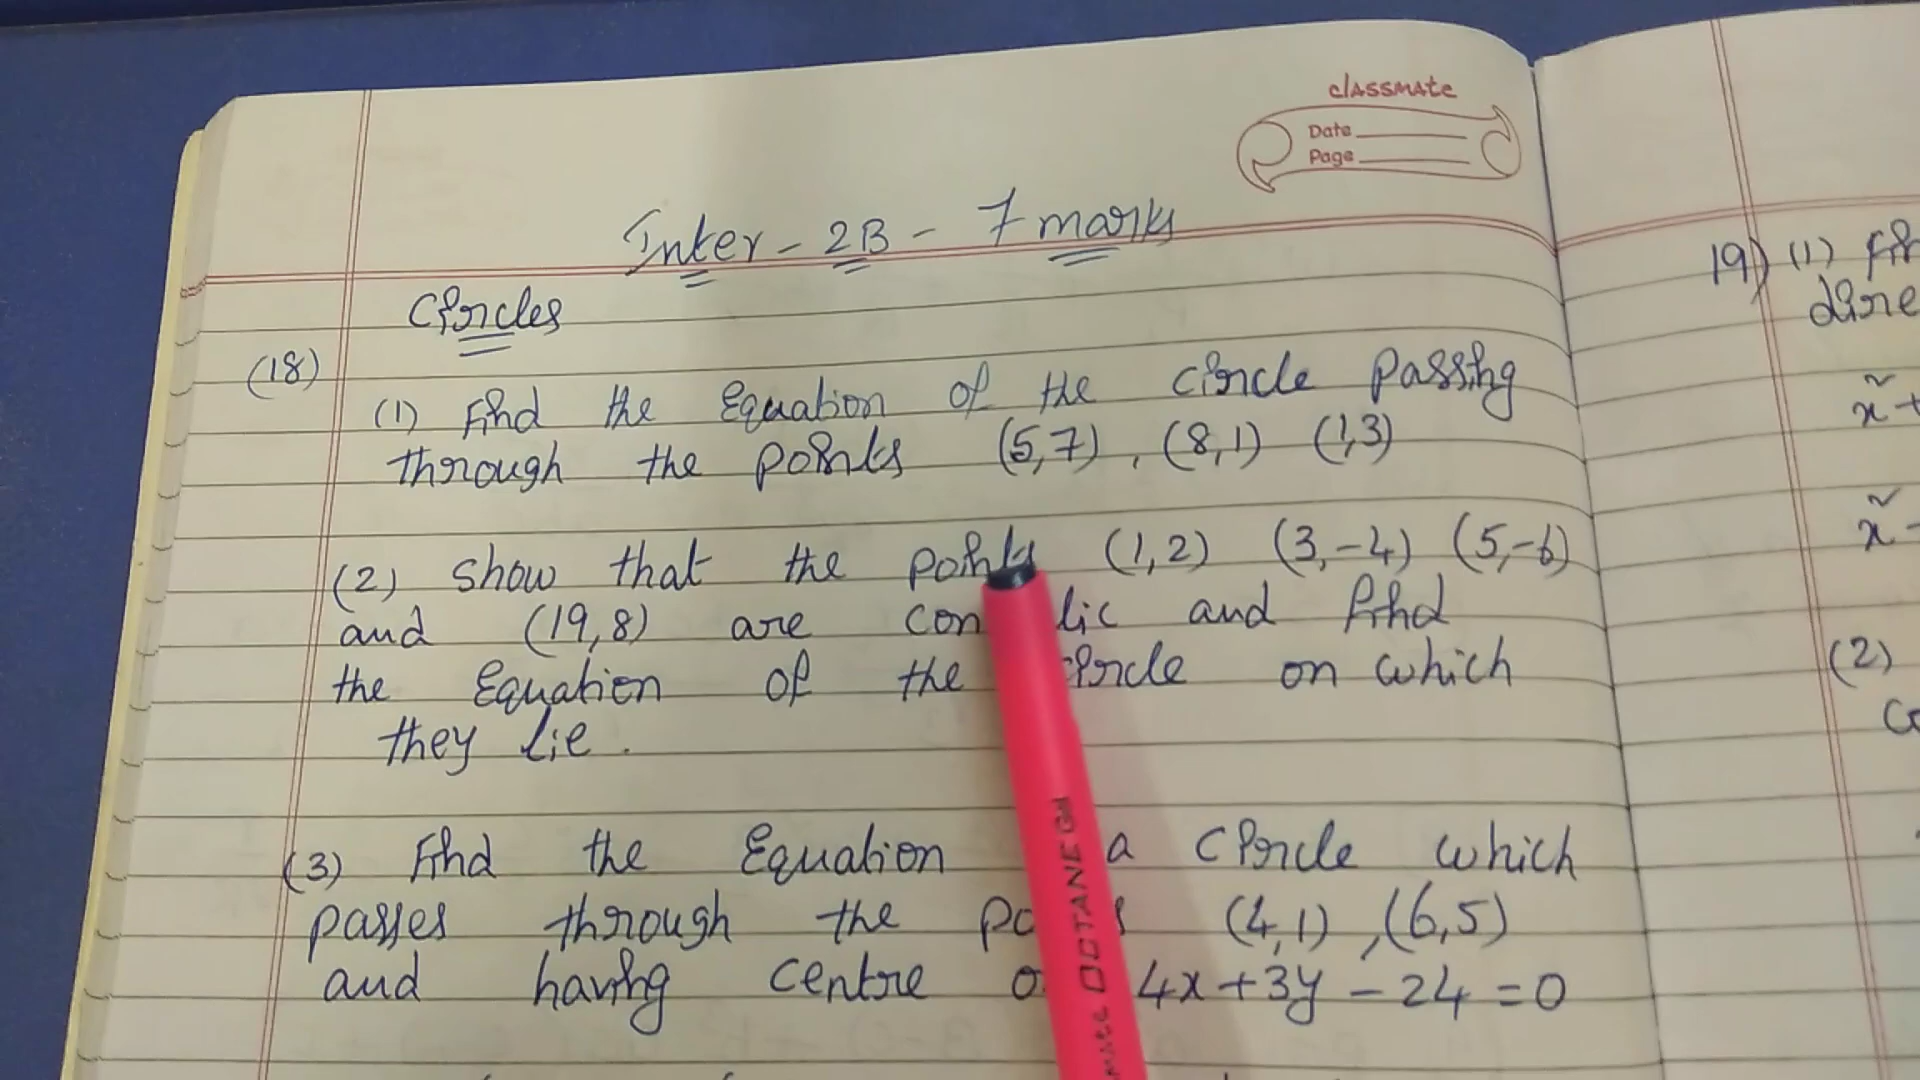 classmate
Date
Page
Inter - 2B - 7 marks
Circles
(18)
(1) Find the Equation of the circle passing
through the points (5,7), (8,1) (1,3)
(2) show that the points (1,2) (3,-4) (5,-6)
and (19,8) are con lic and find
the Equation of the circle on which
they lie.
(3) Find the Equation a circle which
passes through the (4,1), (6,5)
and having centre 4x+3y-24=0
DOCTANE Gel
19) (1)
dire
x̃ +
x̃ -
(2)